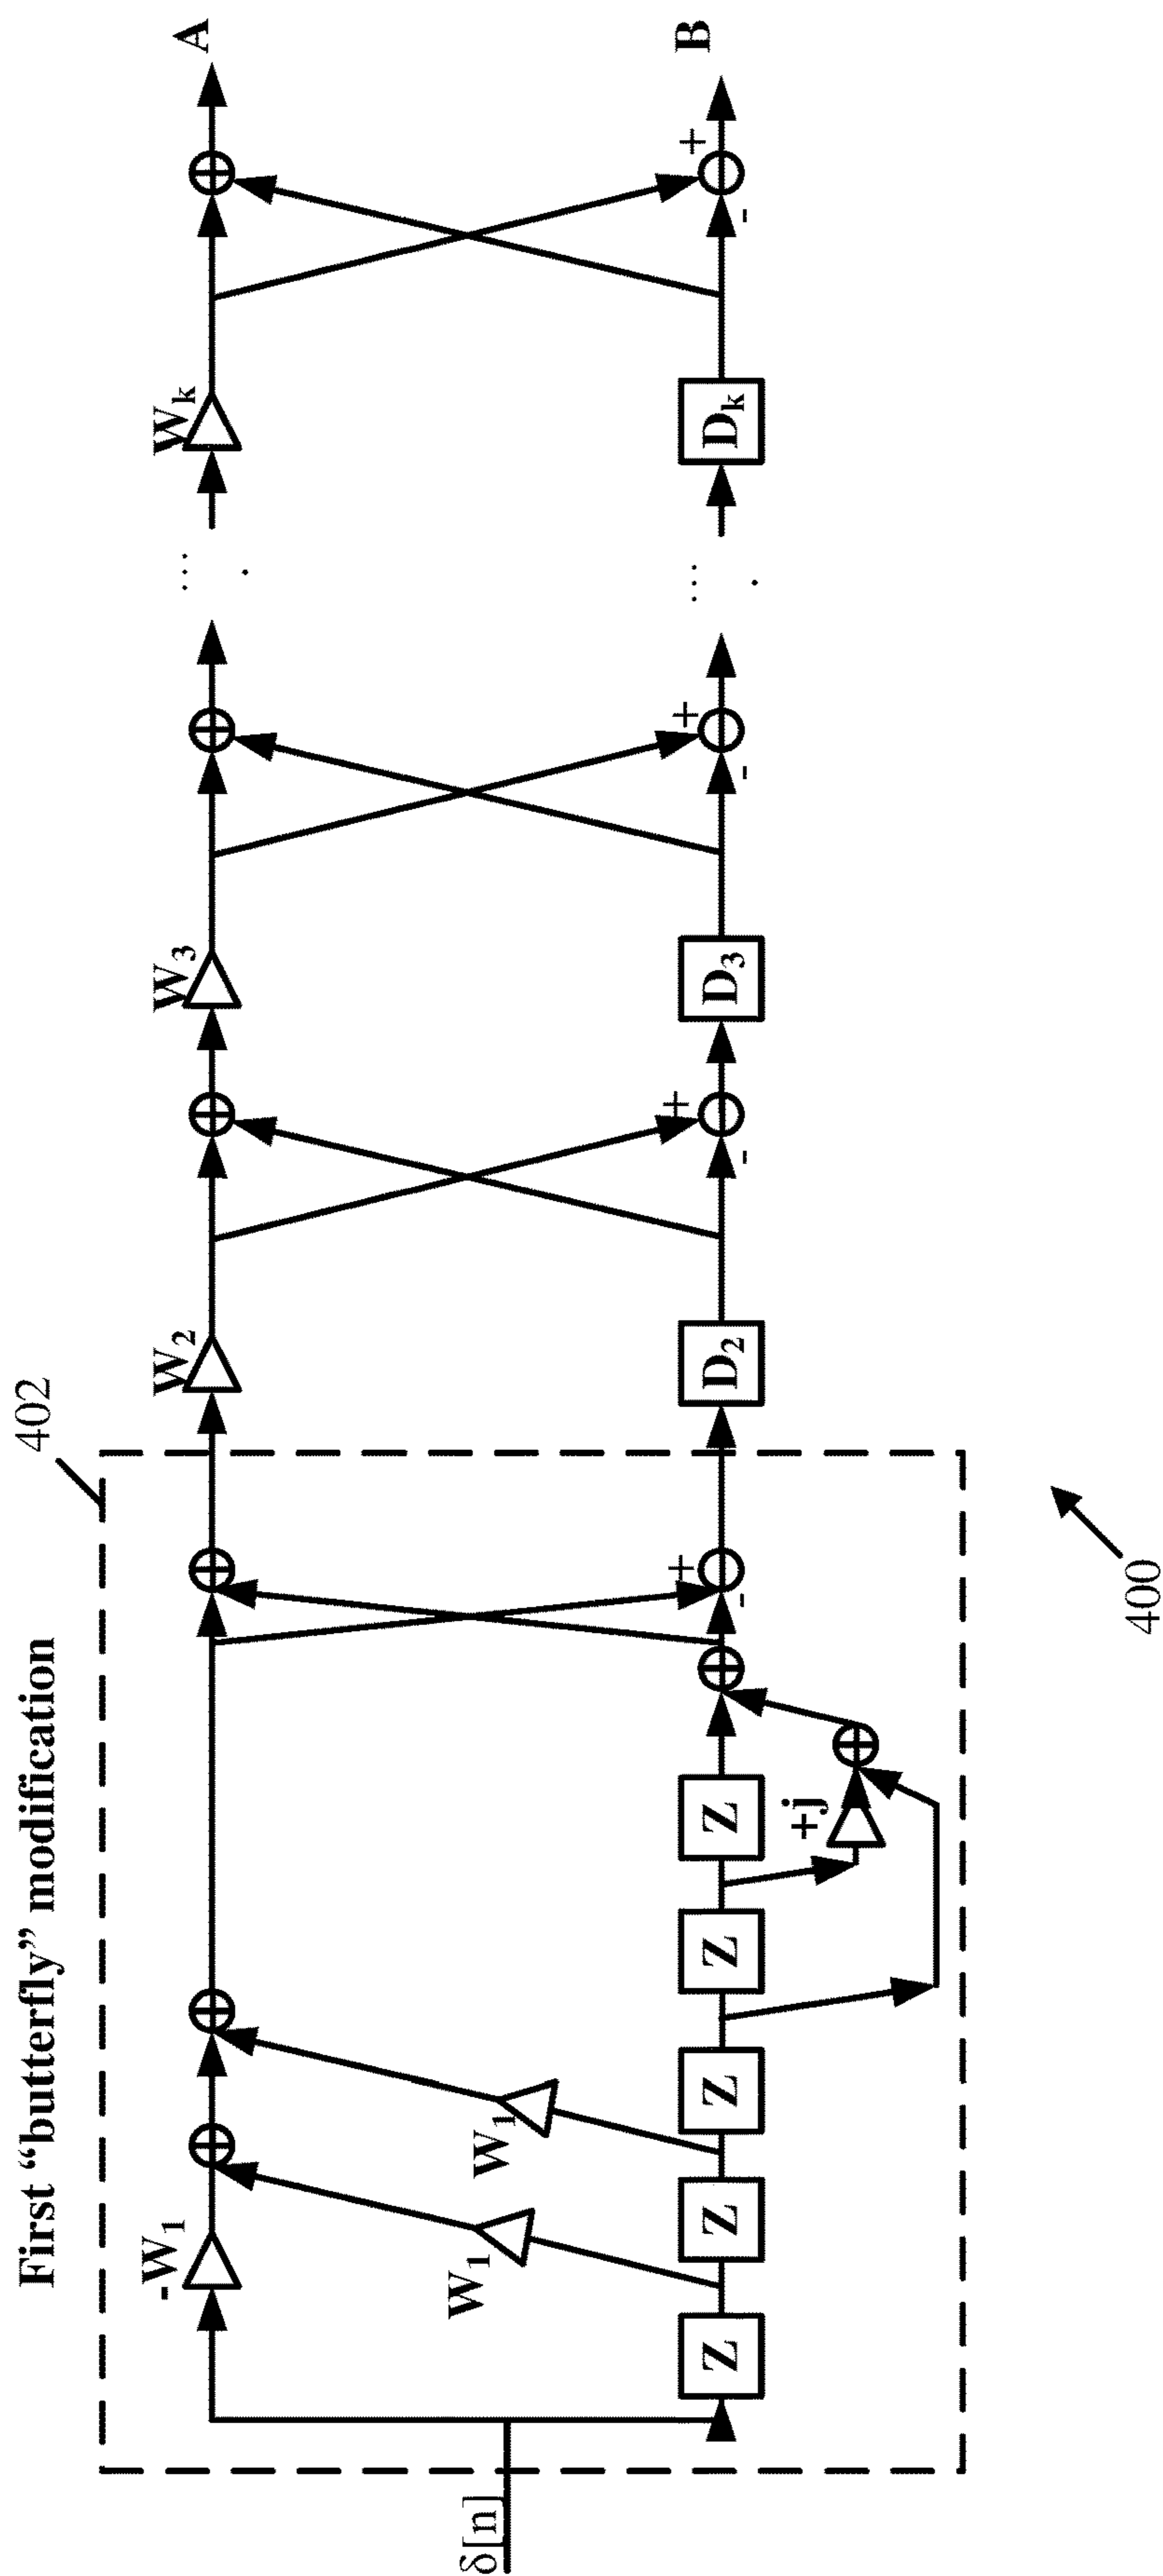 First “butterfly” modification
402
δ[n]
-W₁
W₁
W₁
Z
Z
Z
Z
Z
+j
+
-
W₂
D₂
+
-
W₃
D₃
+
-
...
.
...
.
Wₖ
Dₖ
+
-
A
B
400